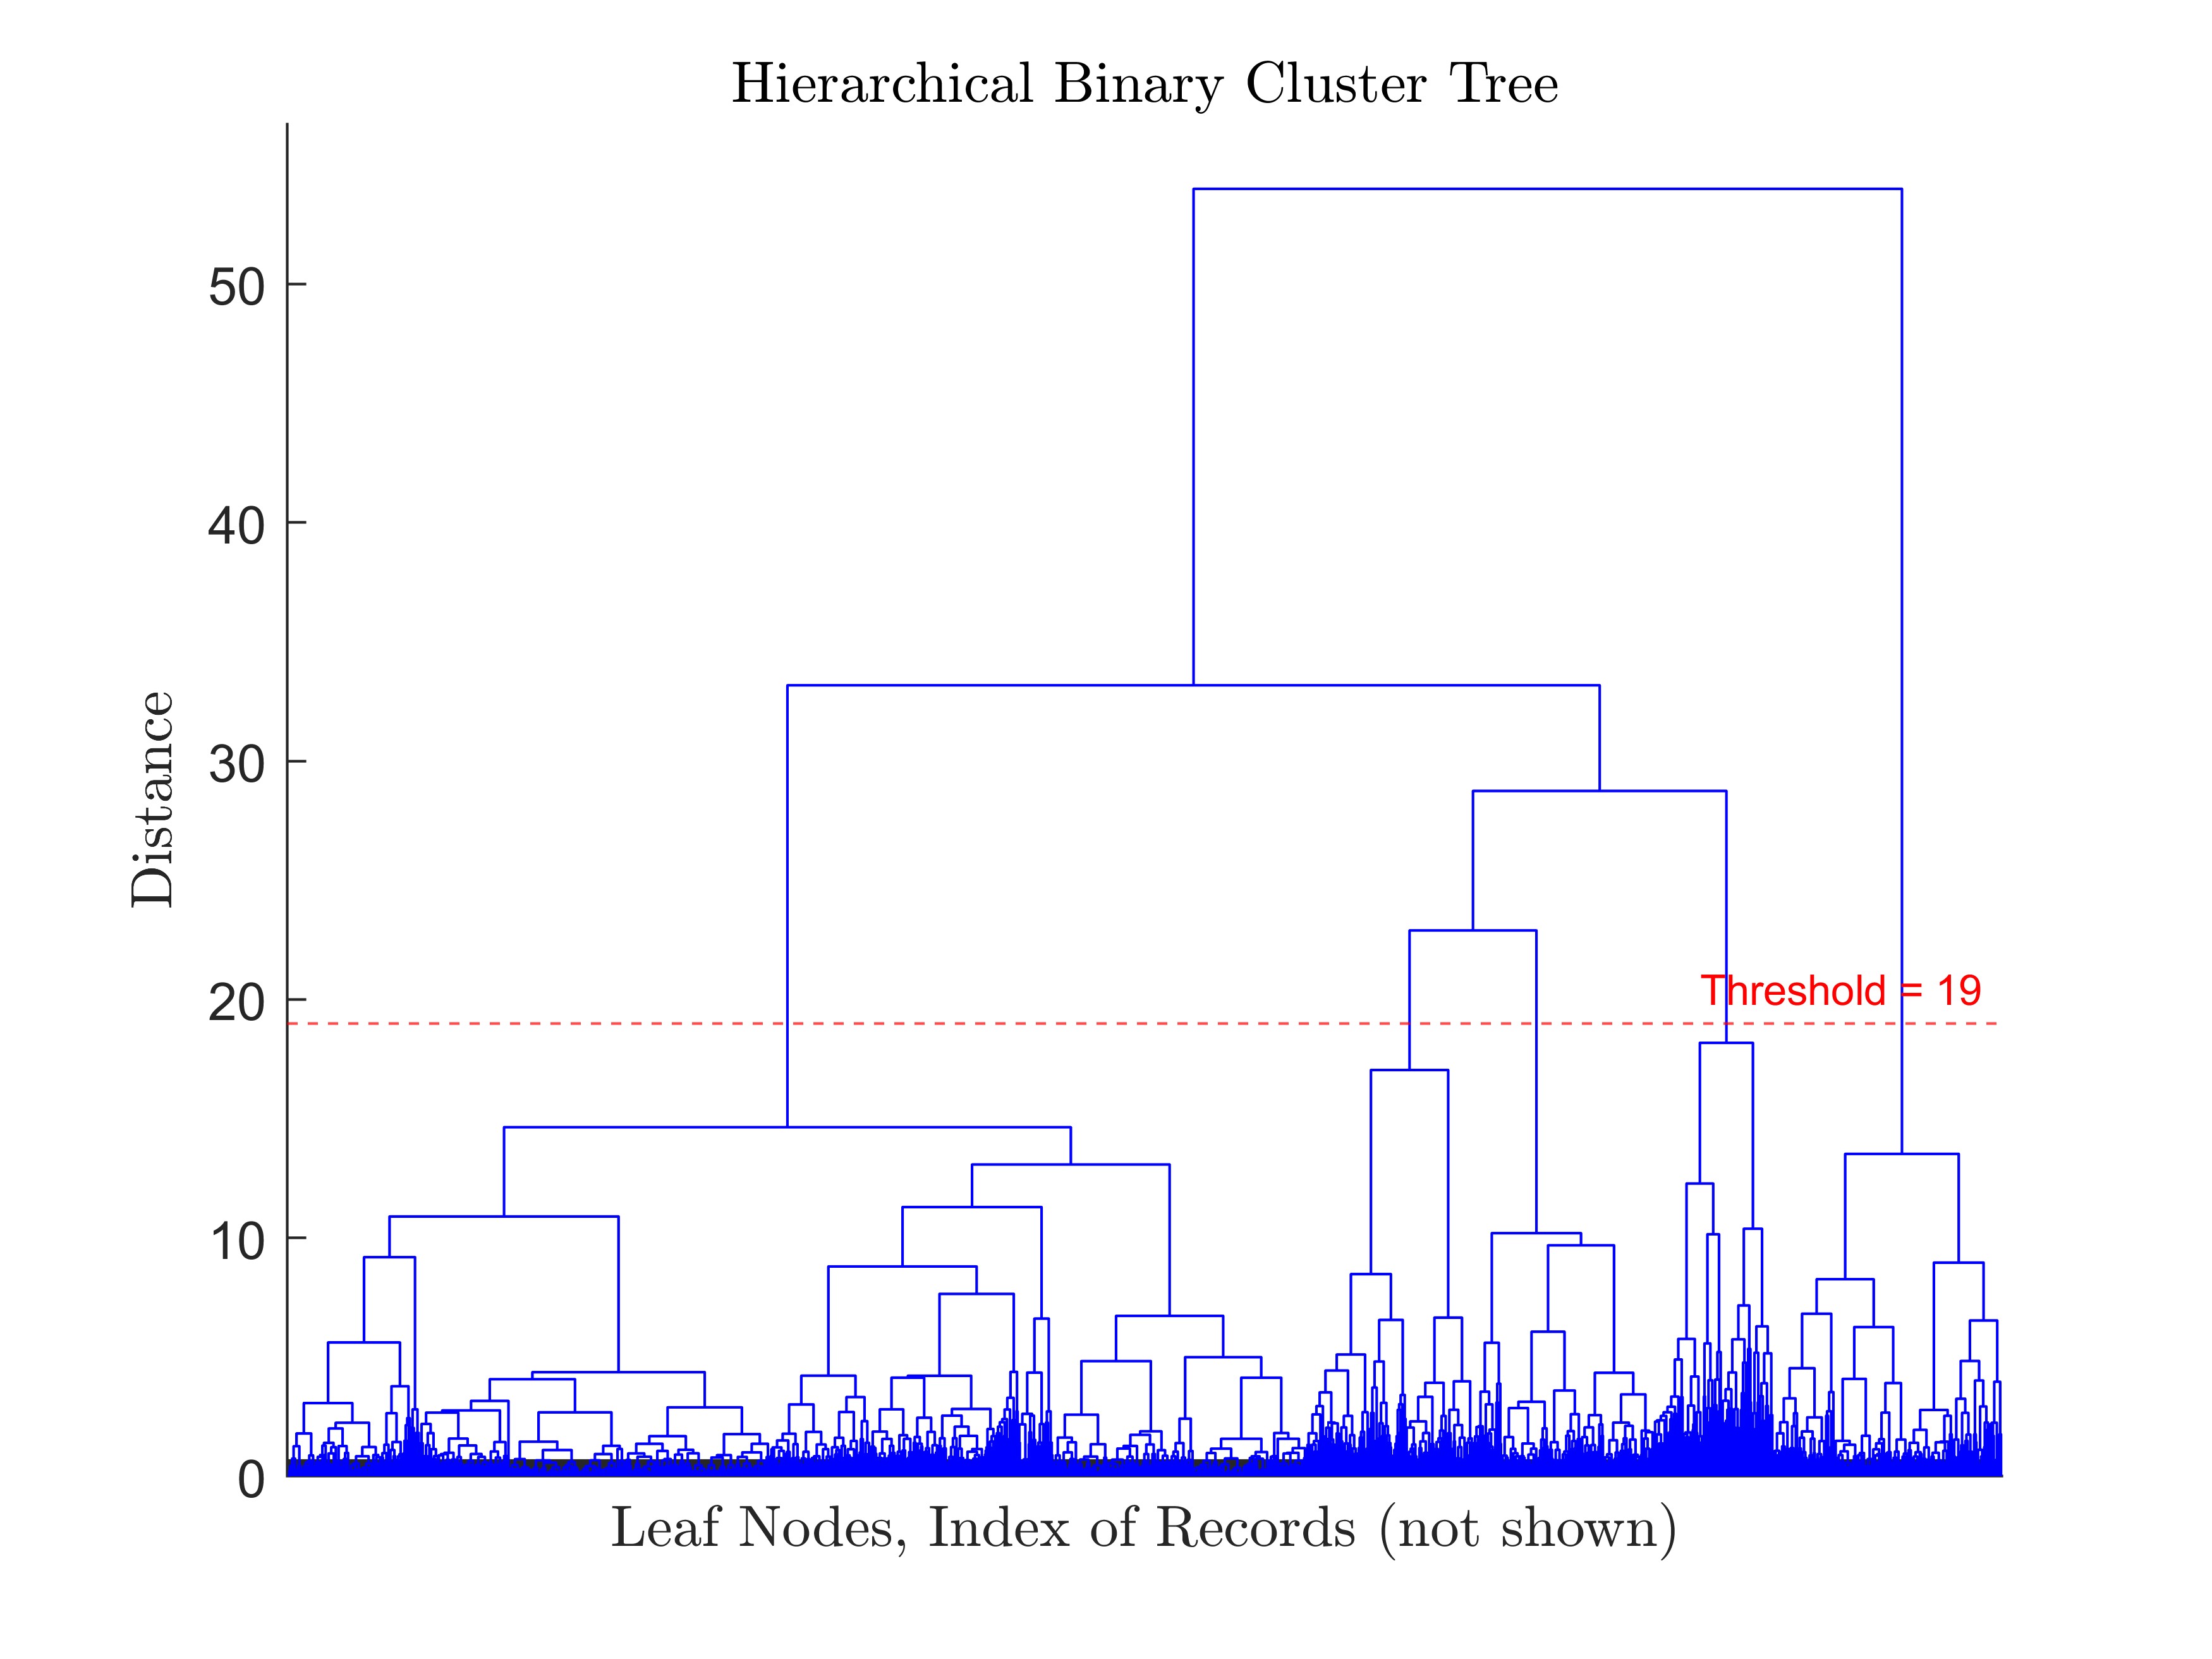 Hierarchical Binary Cluster Tree
50
40
30
20
10
0
Distance
Threshold = 19
Leaf Nodes, Index of Records (not shown)